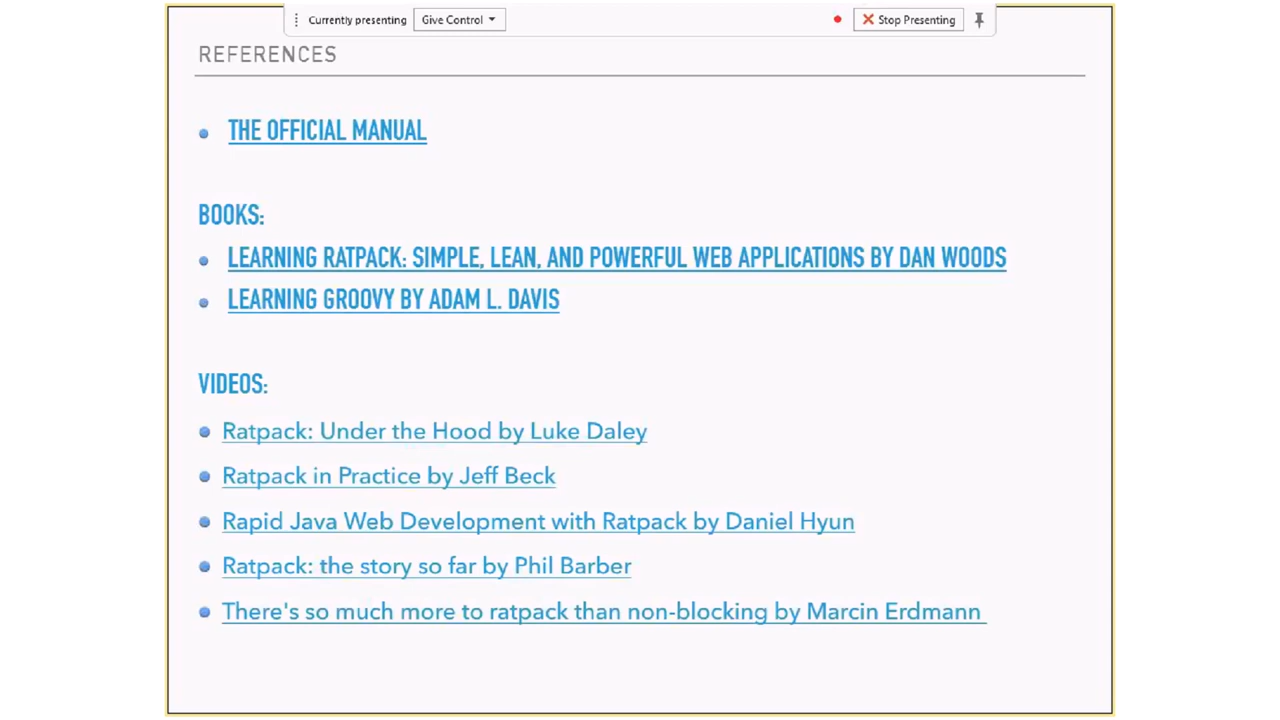 Currently presenting Give Control Stop Presenting
REFERENCES
THE OFFICIAL MANUAL
BOOKS:
LEARNING RATPACK: SIMPLE, LEAN, AND POWERFUL WEB APPLICATIONS BY DAN WOODS
LEARNING GROOVY BY ADAM L. DAVIS
VIDEOS:
Ratpack: Under the Hood by Luke Daley
Ratpack in Practice by Jeff Beck
Rapid Java Web Development with Ratpack by Daniel Hyun
Ratpack: the story so far by Phil Barber
There's so much more to ratpack than non-blocking by Marcin Erdmann